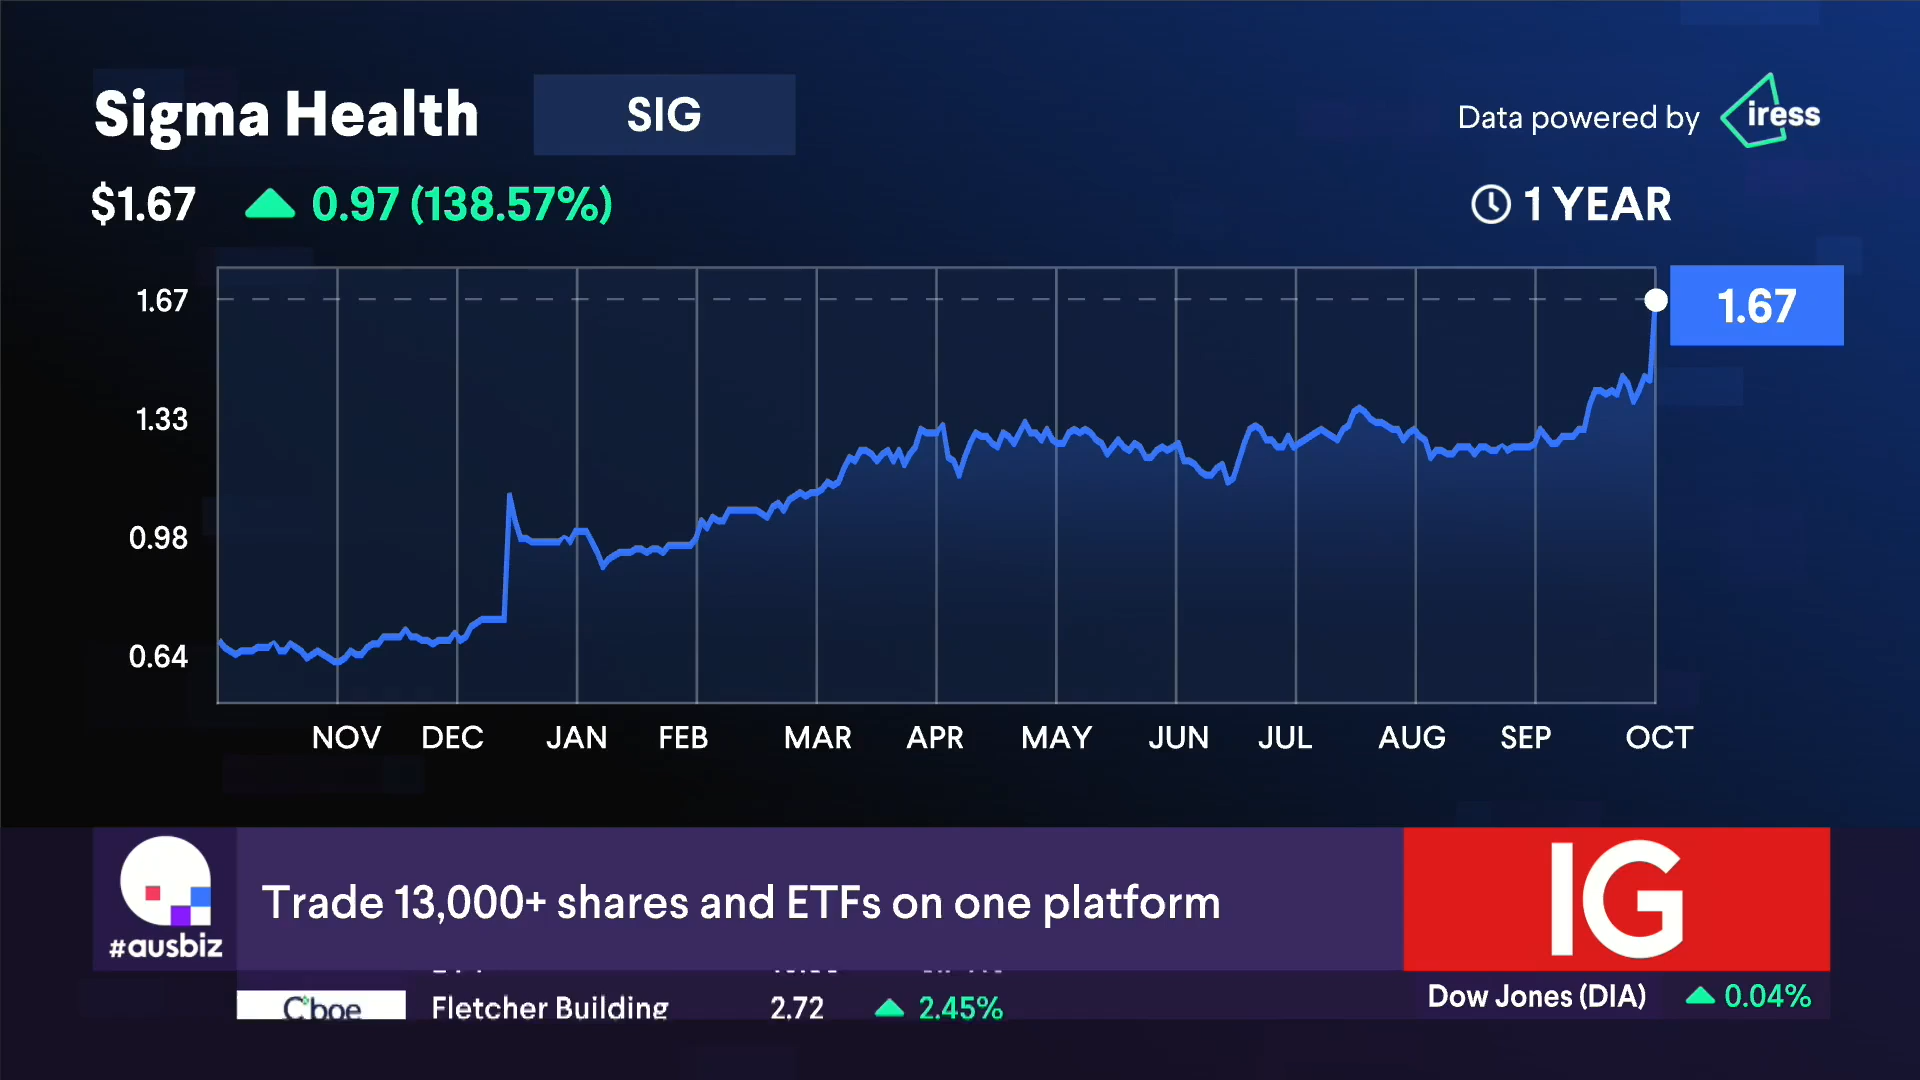 Sigma Health SIG
Data powered by iress
$1.67 0.97 (138.57%)
1 YEAR
1.67
1.67
1.33
0.98
0.64
NOV DEC JAN FEB MAR APR MAY JUN JUL AUG SEP OCT
#ausbiz
Trade 13,000+ shares and ETFs on one platform
IG
Cboe Fletcher Building 2.72 2.45%
Dow Jones (DIA) 0.04%